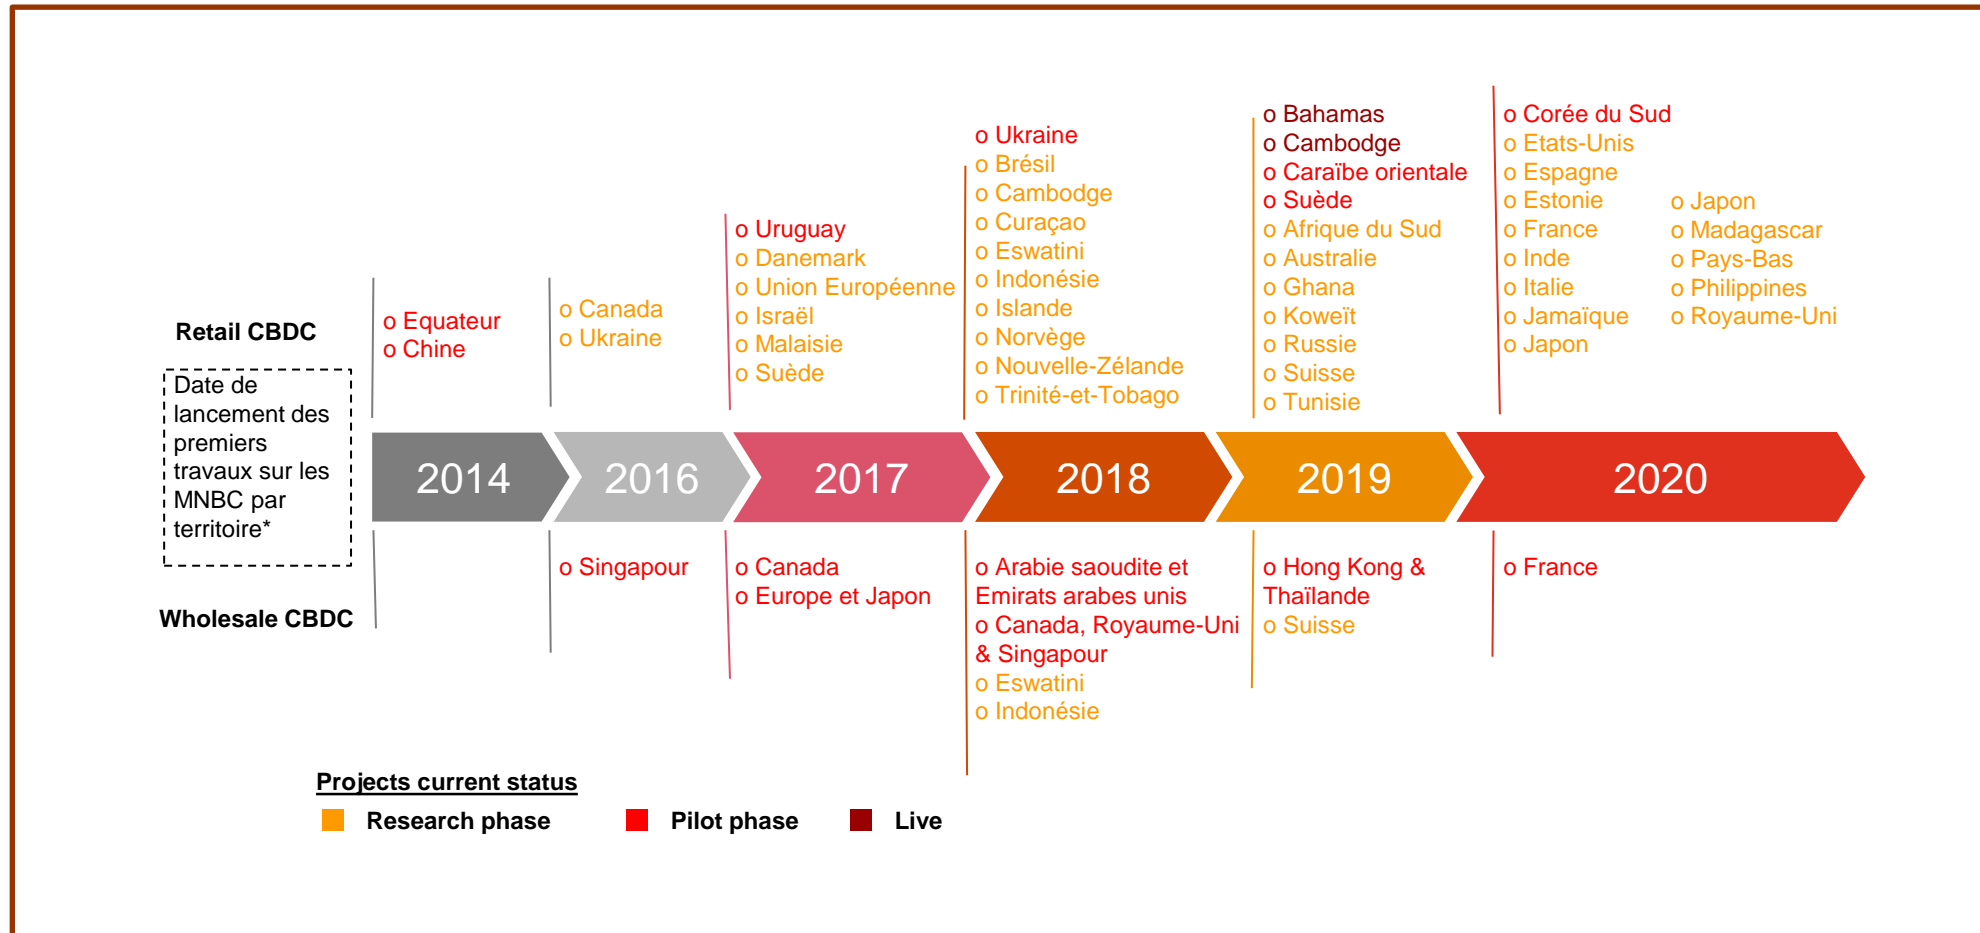 Retail CBDC
Date de
lancement des
premiers
travaux sur les
MNBC par
territoire*
Wholesale CBDC
o Equateur
o Chine
o Canada
o Ukraine
o Uruguay
o Danemark
o Union Européenne
o Israël
o Malaisie
o Suède
o Ukraine
o Brésil
o Cambodge
o Curaçao
o Eswatini
o Indonésie
o Islande
o Norvège
o Nouvelle-Zélande
o Trinité-et-Tobago
o Bahamas
o Cambodge
o Caraïbe orientale
o Suède
o Afrique du Sud
o Australie
o Ghana
o Koweït
o Russie
o Suisse
o Tunisie
o Corée du Sud
o Etats-Unis
o Espagne
o Estonie
o France
o Inde
o Italie
o Jamaïque
o Japon
o Japon
o Madagascar
o Pays-Bas
o Philippines
o Royaume-Uni
2014
2016
2017
2018
2019
2020
o Singapour
o Canada
o Europe et Japon
o Arabie saoudite et
Emirats arabes unis
o Canada, Royaume-Uni
& Singapour
o Eswatini
o Indonésie
o Hong Kong &
Thaïlande
o Suisse
o France
Projects current status
Research phase
Pilot phase
Live